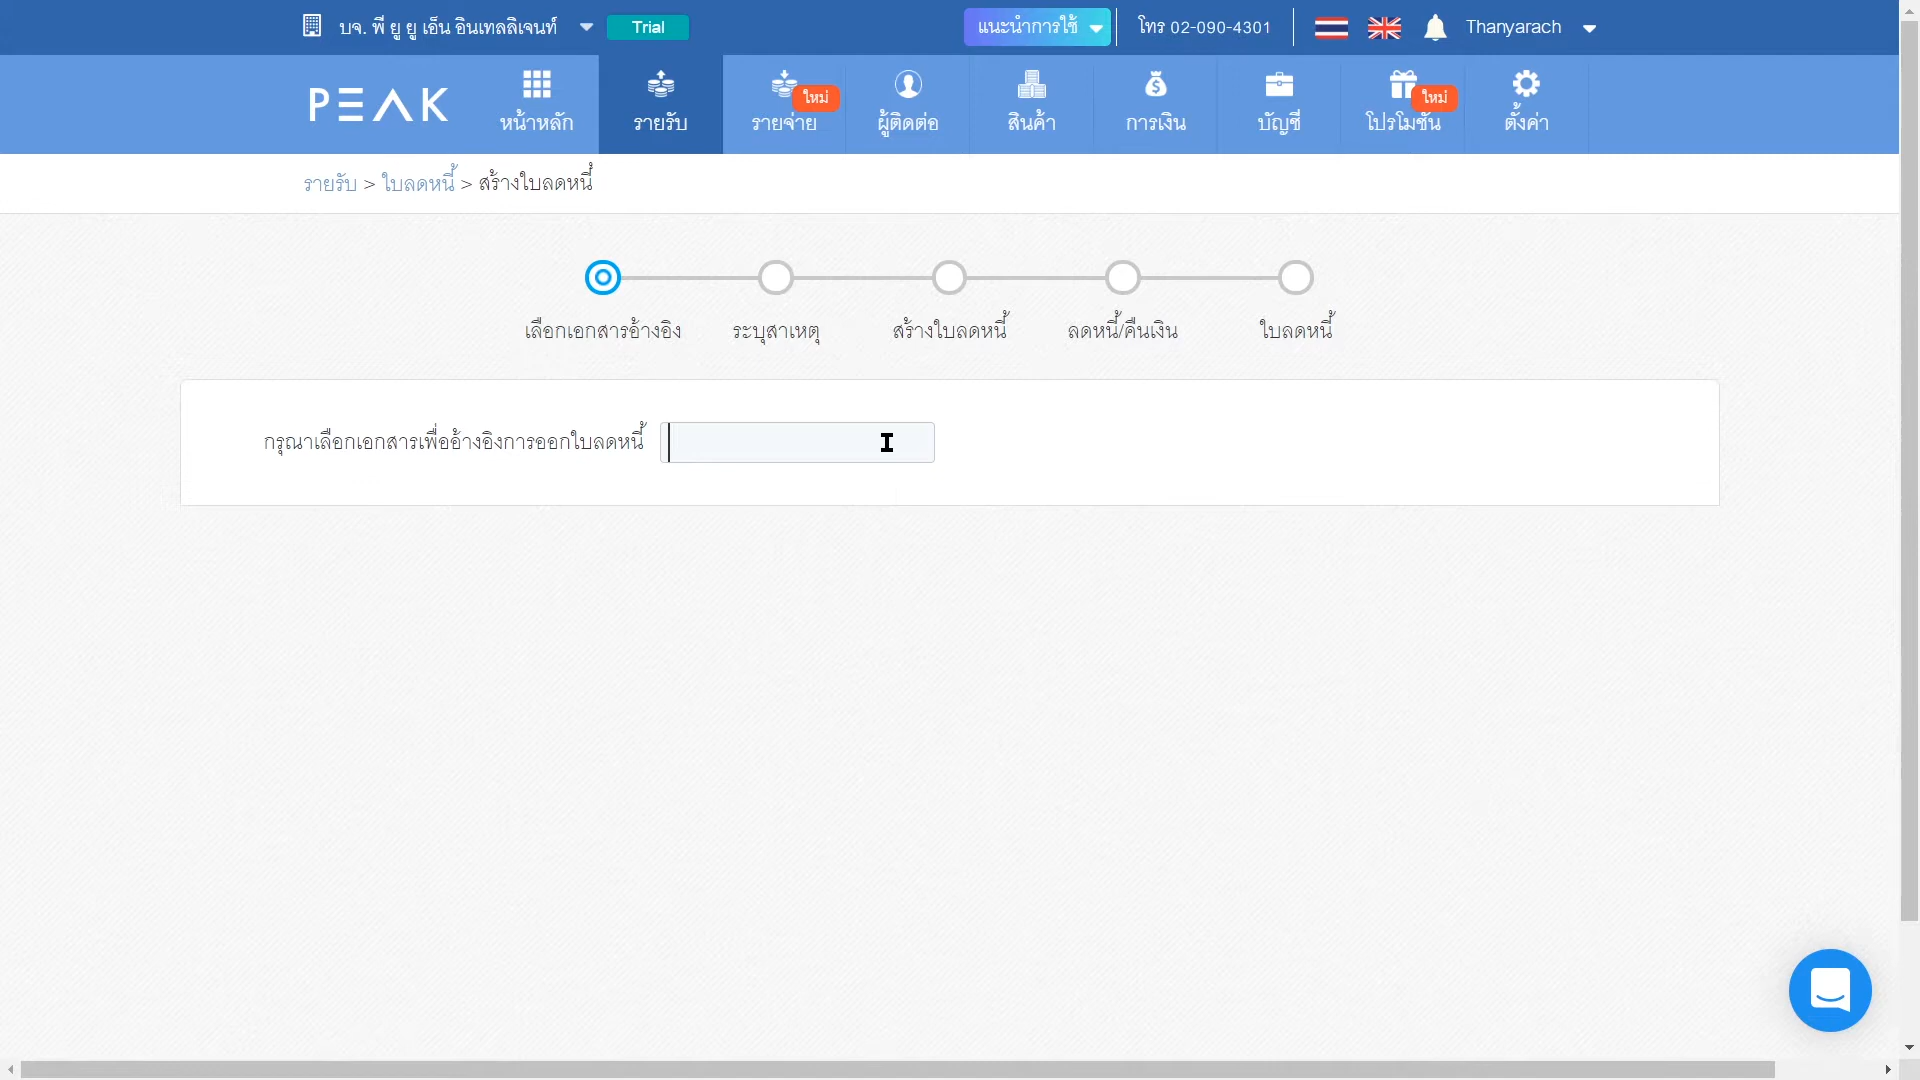 บจ. พี ยู ยู เอ็น อินเทลลิเจนท์ Trial แนะนำการใช้ โทร 02-090-4301 Thanyarach
PEAK หน้าหลัก รายรับ รายจ่าย ใหม่ ผู้ติดต่อ สินค้า การเงิน บัญชี โปรโมชัน ใหม่ ตั้งค่า
รายรับ > ใบลดหนี้ > สร้างใบลดหนี้
เลือกเอกสารอ้างอิง ระบุสาเหตุ สร้างใบลดหนี้ ลดหนี้/คืนเงิน ใบลดหนี้
กรุณาเลือกเอกสารเพื่ออ้างอิงการออกใบลดหนี้